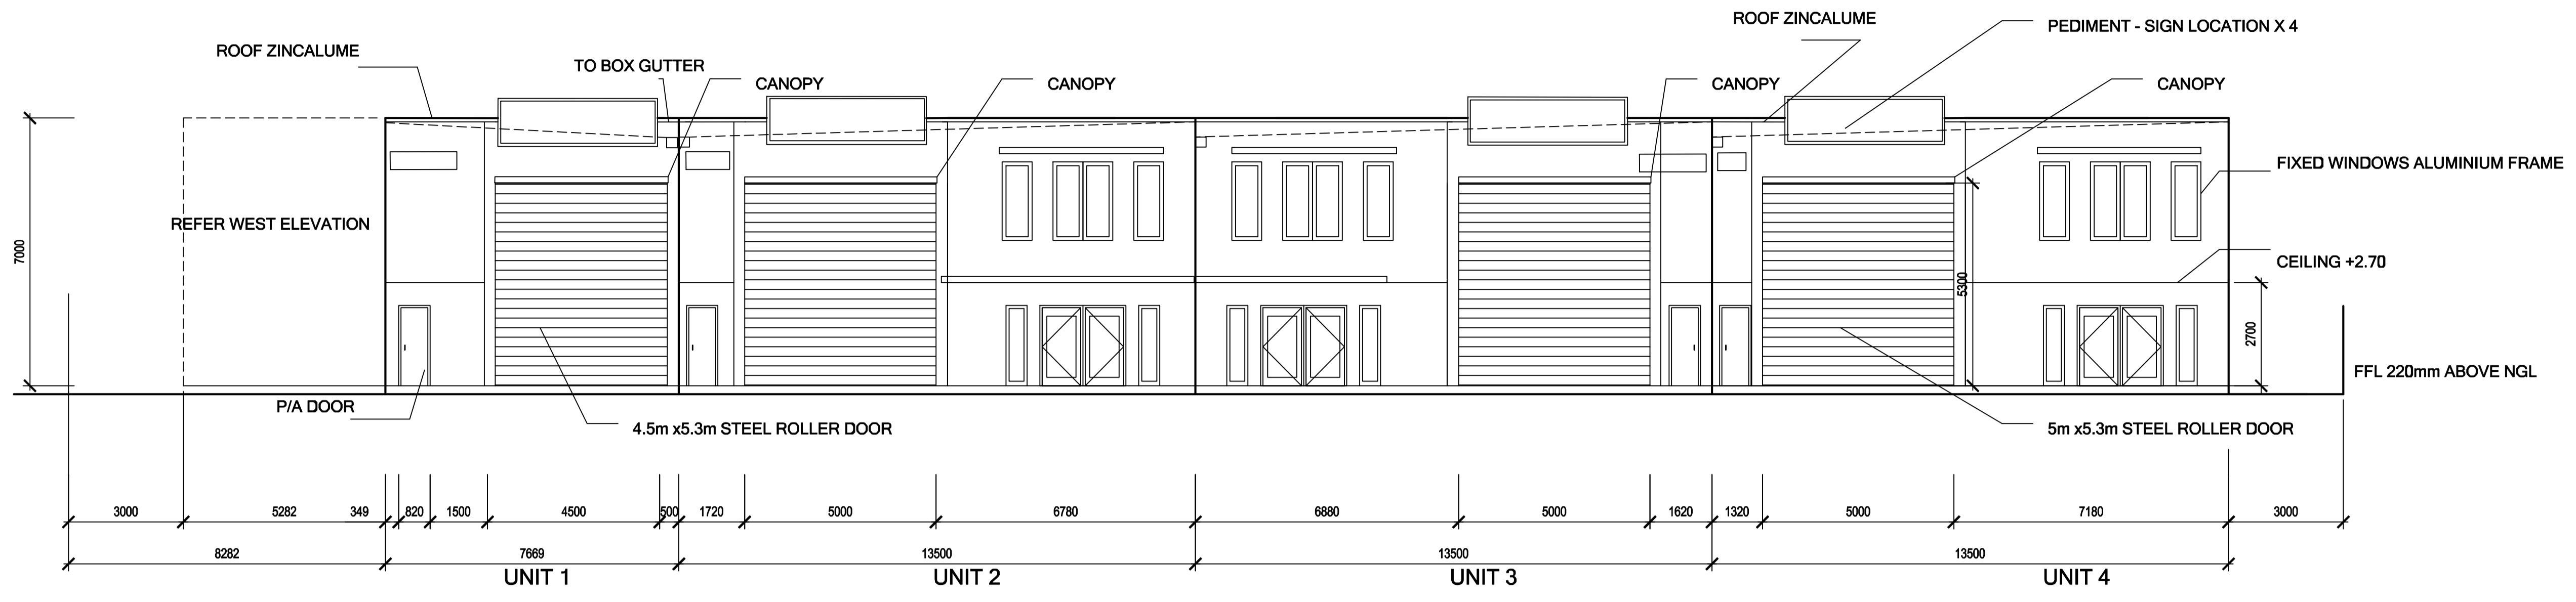 ROOF ZINCALUME
PEDIMENT - SIGN LOCATION X 4
ROOF ZINCALUME
TO BOX GUTTER
CANOPY
CANOPY
CANOPY
CANOPY
FIXED WINDOWS ALUMINIUM FRAME
REFER WEST ELEVATION
7000
CEILING +2.70
5300
2700
FFL 220mm ABOVE NGL
P/A DOOR
4.5m x5.3m STEEL ROLLER DOOR
5m x5.3m STEEL ROLLER DOOR
3000 5282 349 820 1500 4500 500 1720 5000 6780 6880 5000 1620 1320 5000 7180 3000
8282 7669 13500 13500 13500
UNIT 1 UNIT 2 UNIT 3 UNIT 4